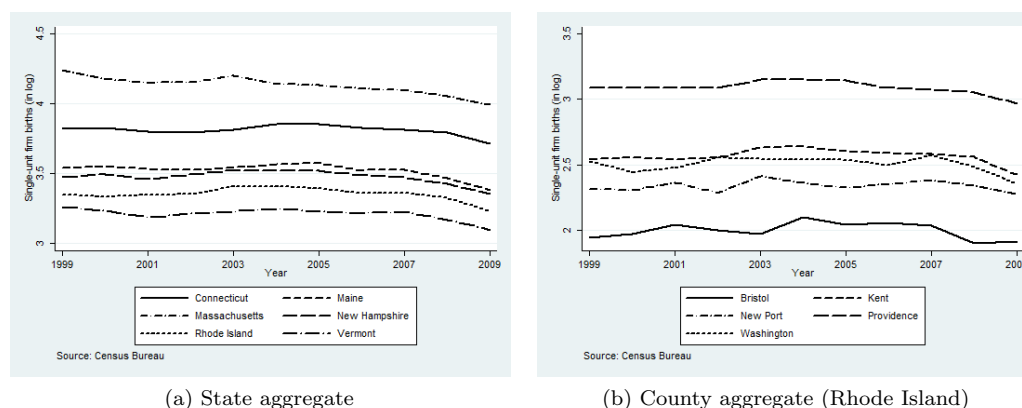 4.5
4
3.5
3
Single-unit firm births (in log)
1999 2001 2003 2005 2007 2009
Year
Connecticut Maine
Massachusetts New Hampshire
Rhode Island Vermont
Source: Census Bureau
(a) State aggregate
3.5
3
2.5
2
Single-unit firm births (in log)
1999 2001 2003 2005 2007 200
Year
Bristol Kent
New Port Providence
Washington
Source: Census Bureau
(b) County aggregate (Rhode Island)